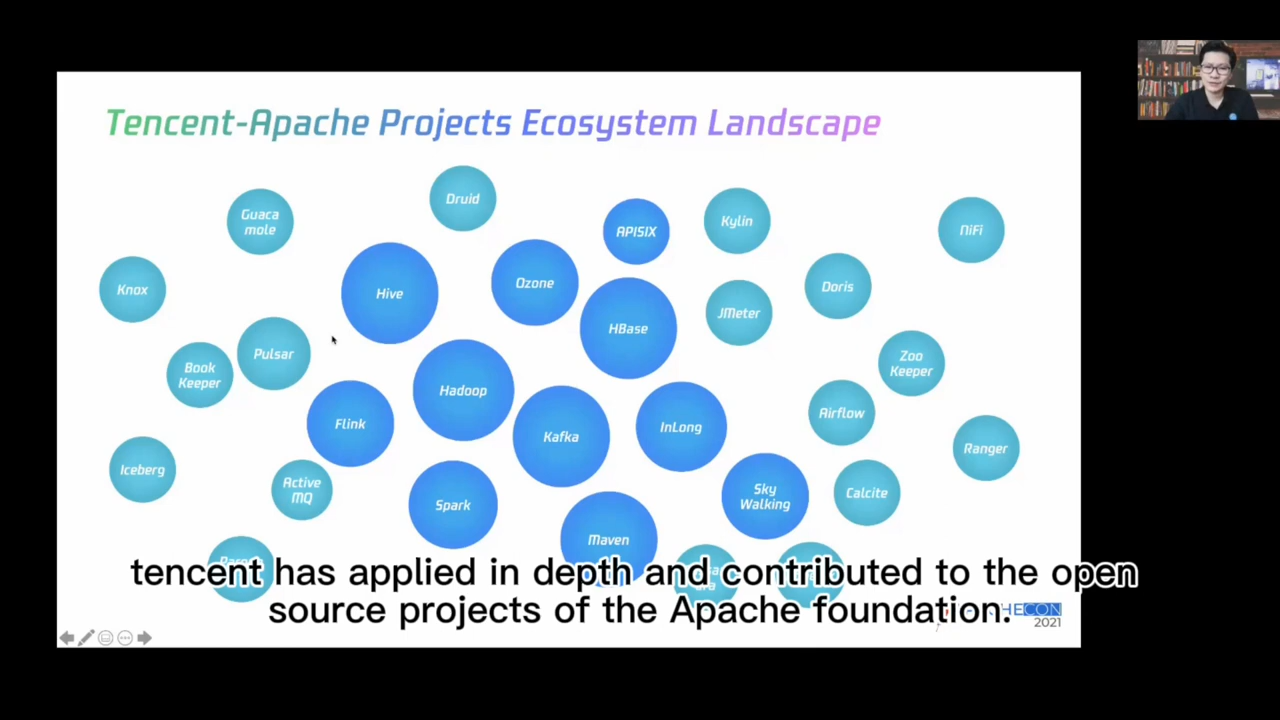 Tencent-Apache Projects Ecosystem Landscape
Druid
Guaca
mole
APISIX
Kylin
NiFi
Knox
Hive
Ozone
HBase
JMeter
Doris
Book
Keeper
Pulsar
Hadoop
Zoo
Keeper
Flink
Kafka
InLong
Airflow
Ranger
Iceberg
Active
MQ
Spark
Sky
Walking
Calcite
Maven
tencent has applied in depth and contributed to the open
source projects of the Apache foundation.
HECON
2021